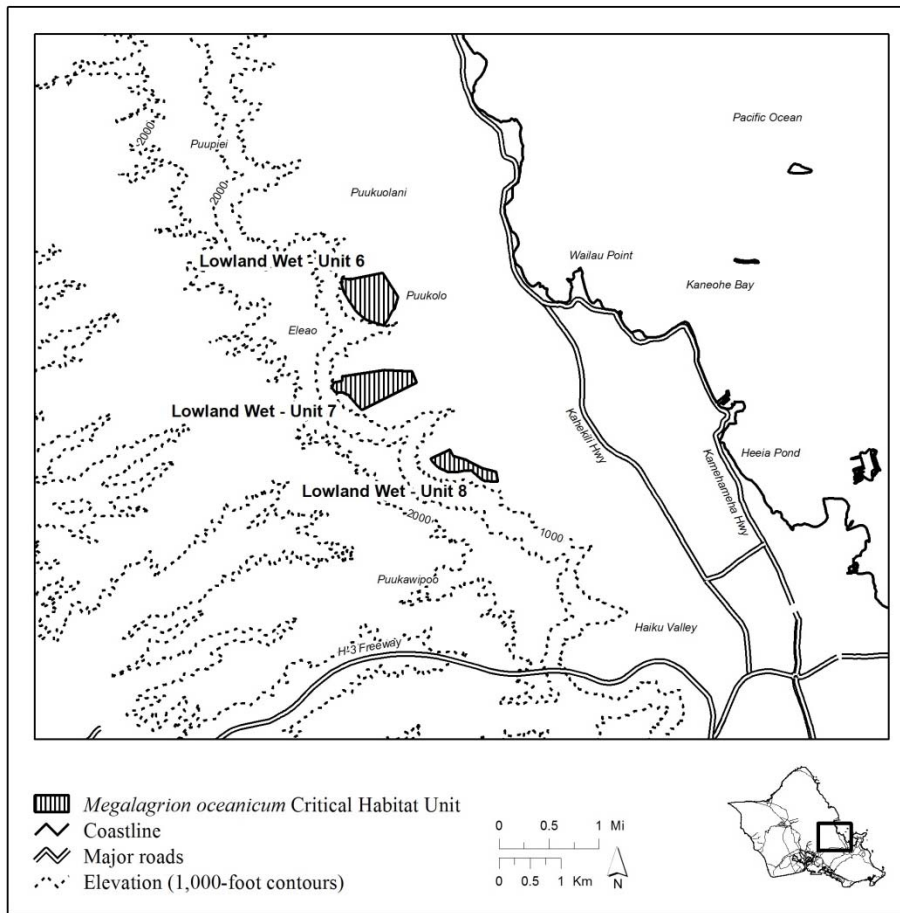 Pacific Ocean
2000
Puupiei
2000
Puukuolani
Wailau Point
Lowland Wet - Unit 6
Kaneohe Bay
Puukolo
Eleao
Lowland Wet - Unit 7
Kahekili Hwy
Kamehameha Hwy
Heeia Pond
Lowland Wet - Unit 8
2000
1000
Puukawipoo
Haiku Valley
H-3 Freeway
Megalagrion oceanicum Critical Habitat Unit
Coastline
Major roads
Elevation (1,000-foot contours)
0 0.5 1 Mi
0 0.5 1 Km
N